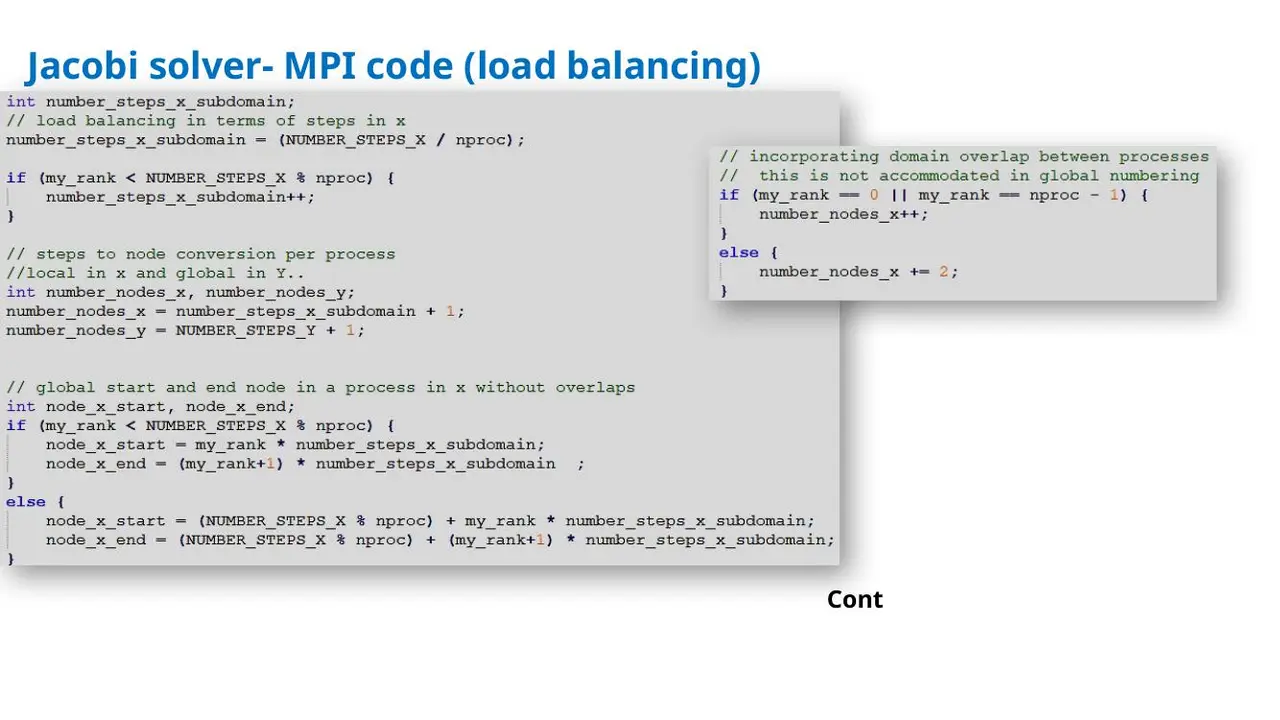 Jacobi solver- MPI code (load balancing)
int number_steps_x_subdomain;
// load balancing in terms of steps in x
number_steps_x_subdomain = (NUMBER_STEPS_X / nproc);
if (my_rank < NUMBER_STEPS_X % nproc) {
    number_steps_x_subdomain++;
}
// steps to node conversion per process
//local in x and global in Y..
int number_nodes_x, number_nodes_y;
number_nodes_x = number_steps_x_subdomain + 1;
number_nodes_y = NUMBER_STEPS_Y + 1;
// global start and end node in a process in x without overlaps
int node_x_start, node_x_end;
if (my_rank < NUMBER_STEPS_X % nproc) {
    node_x_start = my_rank * number_steps_x_subdomain;
    node_x_end = (my_rank+1) * number_steps_x_subdomain  ;
}
else {
    node_x_start = (NUMBER_STEPS_X % nproc) + my_rank * number_steps_x_subdomain;
    node_x_end = (NUMBER_STEPS_X % nproc) + (my_rank+1) * number_steps_x_subdomain;
}
// incorporating domain overlap between processes
//  this is not accommodated in global numbering
if (my_rank == 0 || my_rank == nproc - 1) {
    number_nodes_x++;
}
else {
    number_nodes_x += 2;
}
Cont